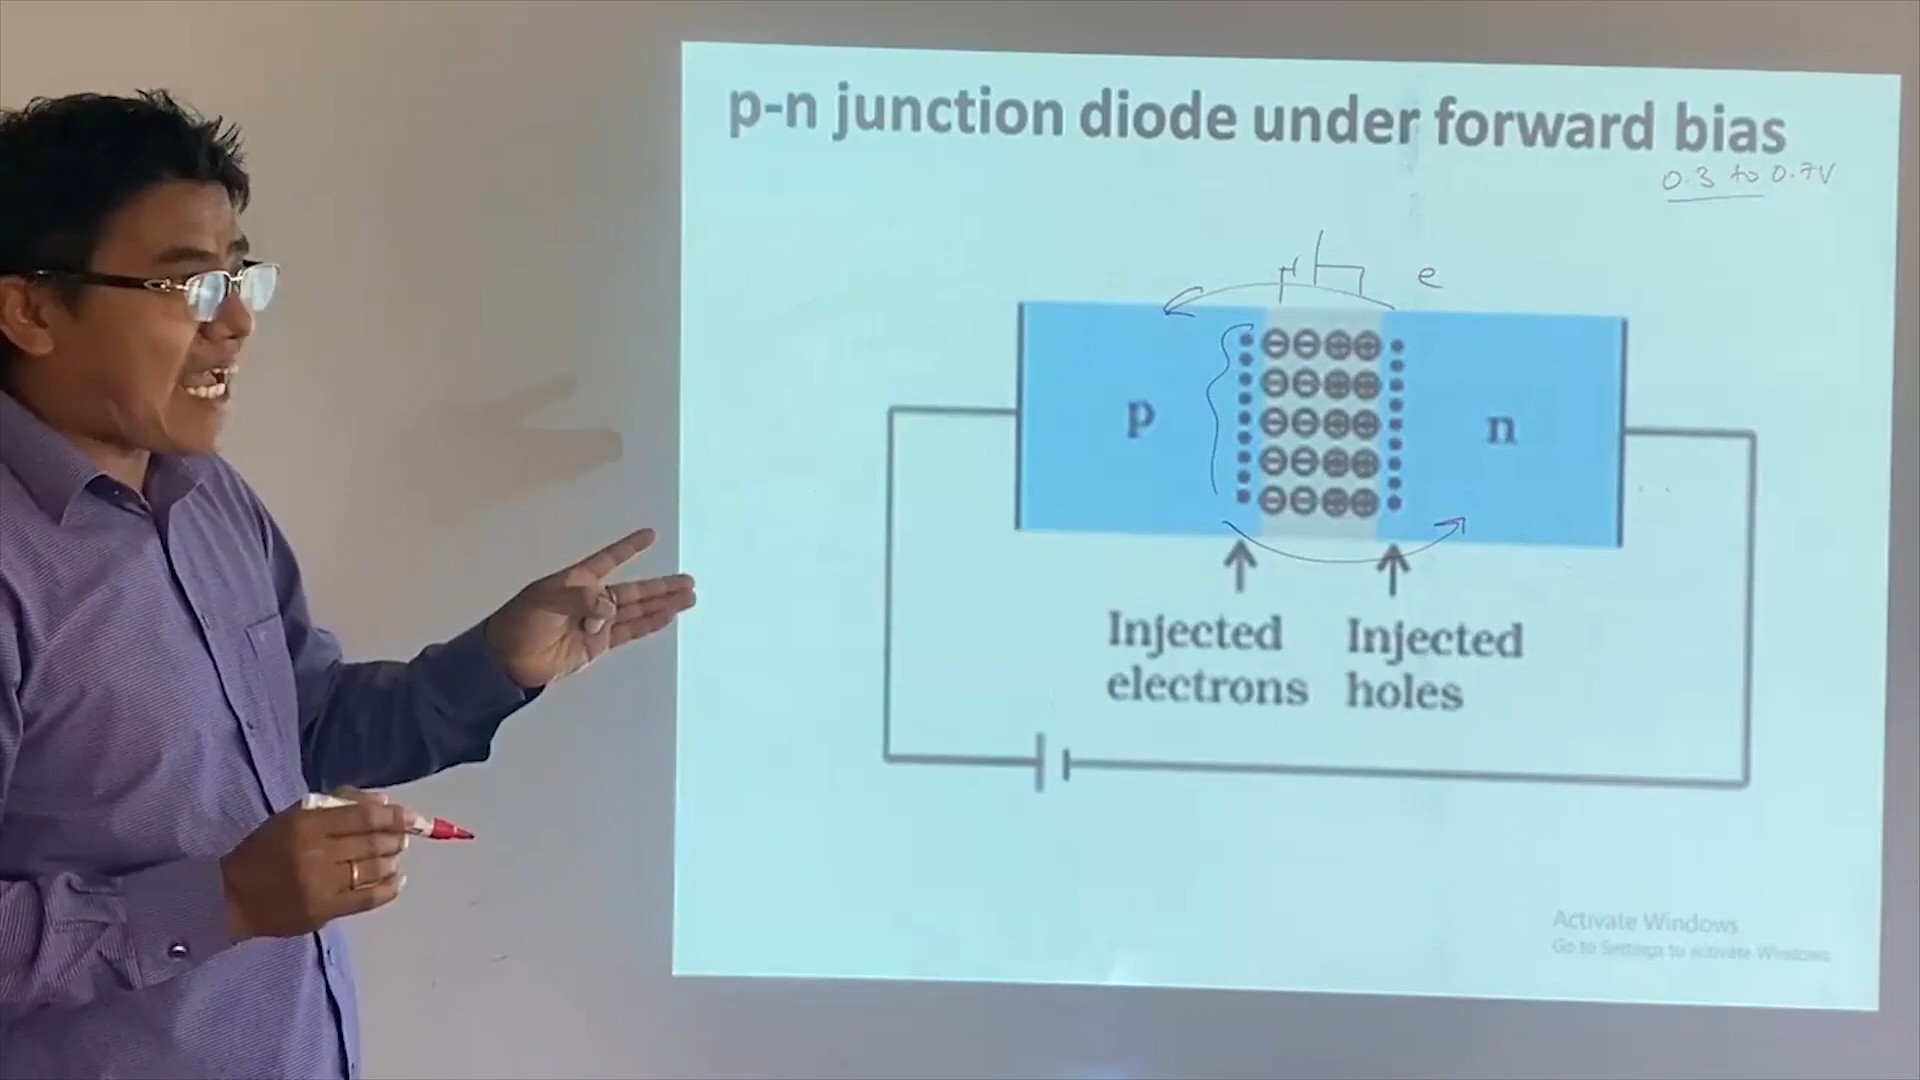 p-n junction diode under forward bias
0.3 to 0.7V
e
p
n
⊖⊖⊕⊕
⊖⊖⊕⊕
⊖⊖⊕⊕
⊖⊖⊕⊕
⊖⊖⊕⊕
Injected electrons
Injected holes
Activate Windows
Go to Settings to activate Windows.